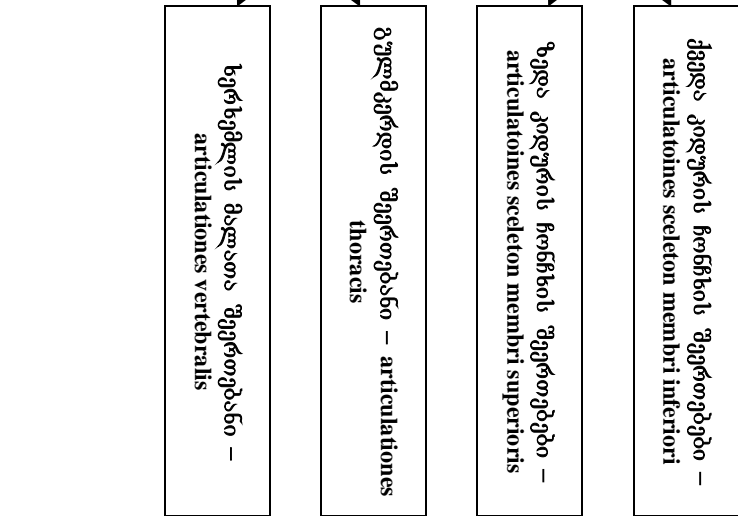 ხერხემლის მალათა შეერთებანი –
articulationes vertebralis
გულმკერდის შეერთებანი – articulationes
thoracis
ზედა კიდურის ჩონჩხის შეერთებები –
articulatoines sceleton membri superioris
ქვედა კიდურის ჩონჩხის შეერთებები –
articulatoines sceleton membri inferiori